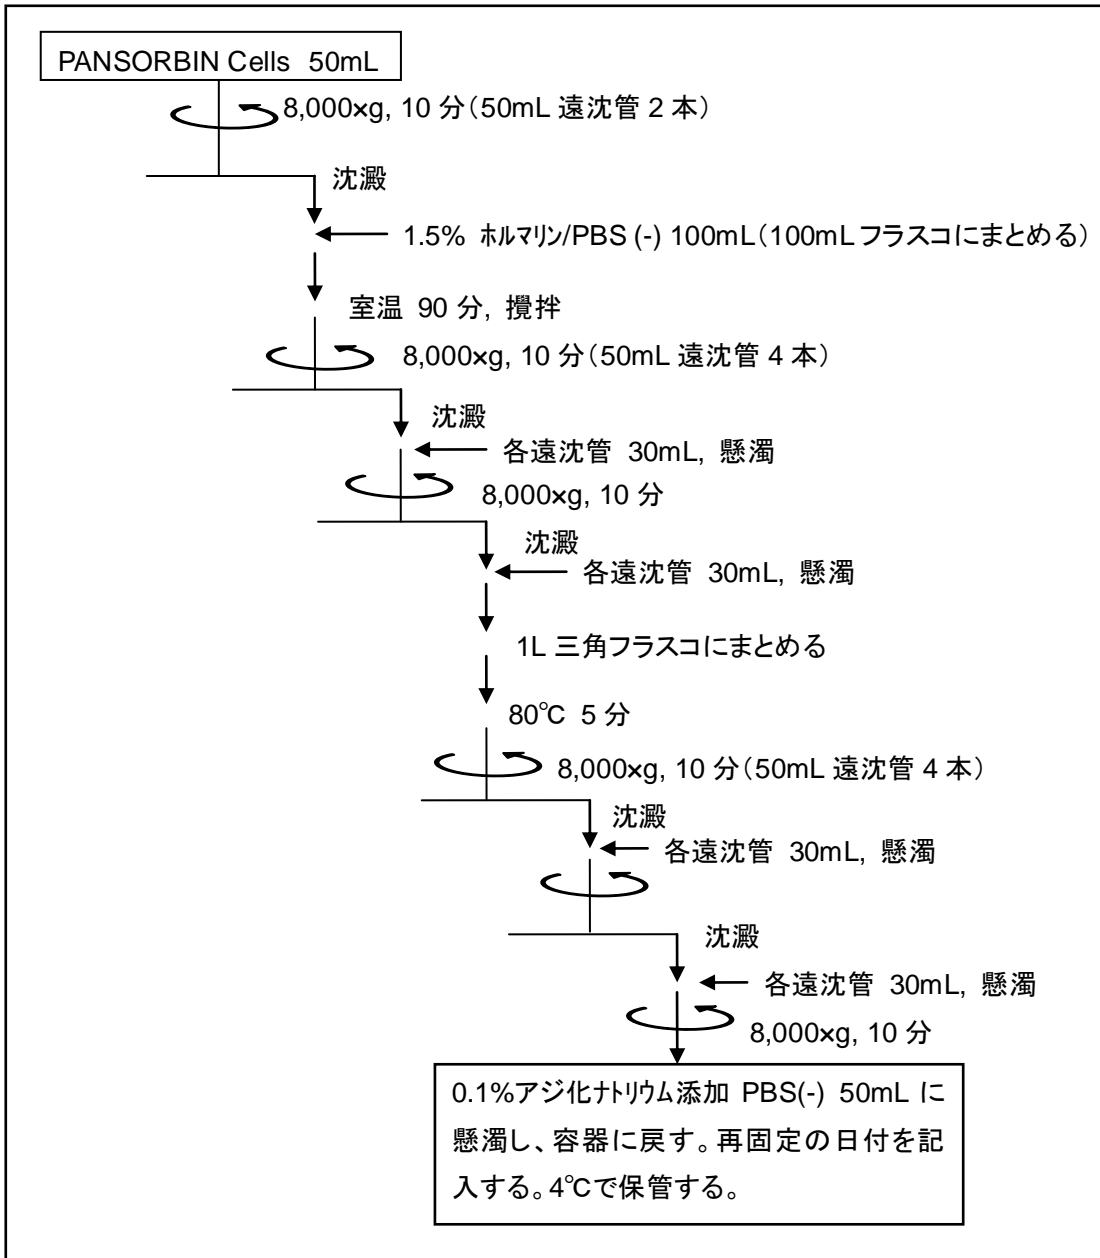 PANSORBIN Cells 50mL
8,000×g, 10 分(50mL 遠沈管 2 本)
沈澱
1.5% ホルマリン/PBS (-) 100mL(100mL フラスコにまとめる)
室温 90 分, 攪拌
8,000×g, 10 分(50mL 遠沈管 4 本)
沈澱
各遠沈管 30mL, 懸濁
8,000×g, 10 分
沈澱
各遠沈管 30mL, 懸濁
1L 三角フラスコにまとめる
80℃ 5 分
8,000×g, 10 分(50mL 遠沈管 4 本)
沈澱
各遠沈管 30mL, 懸濁
沈澱
各遠沈管 30mL, 懸濁
8,000×g, 10 分
0.1%アジ化ナトリウム添加 PBS(-) 50mL に
懸濁し、容器に戻す。再固定の日付を記
入する。4℃で保管する。